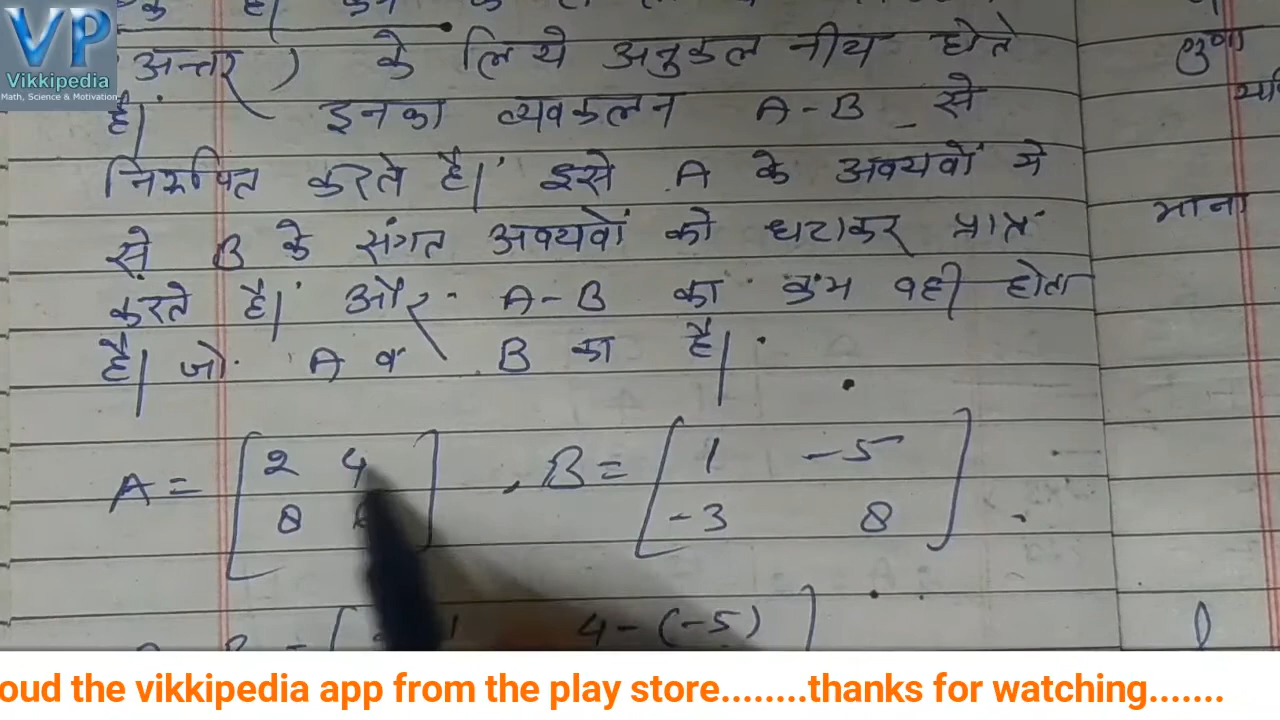 VP
Vikkipedia
Math, Science & Motivation
अन्तर ) के लिये अनुकूलनीय होते
है। इनका व्यवकलन A-B से
निरूपित करते है। इसे A के अवयवों मे
से B के संगत अवयवों को घटाकर प्राप्त
करते है। और A-B का क्रम वही होता
है। जो A व B का है।
A = [ 2 4 , B = [ 1 -5
8 -3 8 ]
4-(-5) ]
गुणा
माना
oud the vikkipedia app from the play store........thanks for watching.......